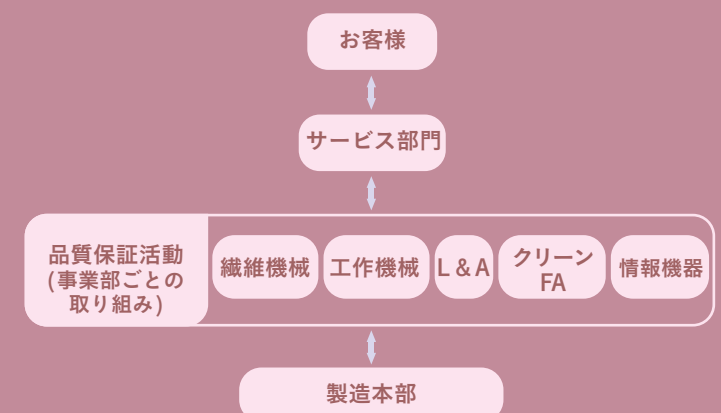 お客様
サービス部門
品質保証活動
(事業部ごとの
取り組み)
繊維機械
工作機械
L & A
クリーン
FA
情報機器
製造本部